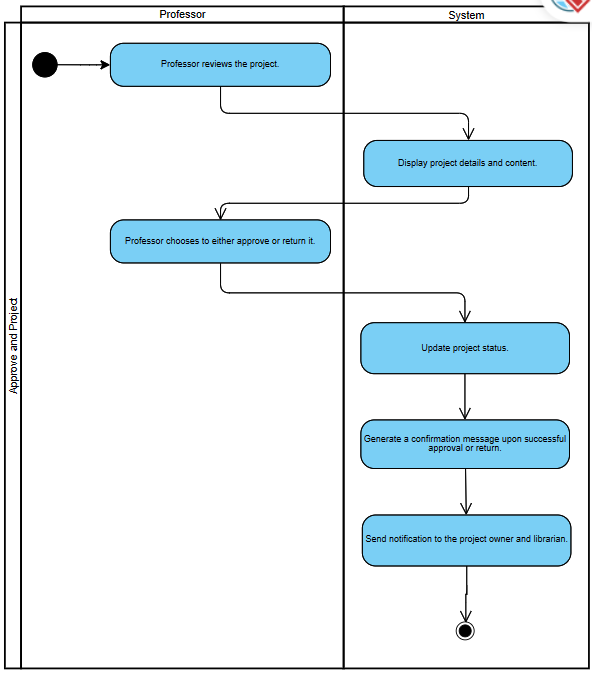 Professor
System
Professor reviews the project.
Display project details and content.
Professor chooses to either approve or return it.
Approve and Project
Update project status.
Generate a confirmation message upon successful
approval or return.
Send notification to the project owner and librarian.